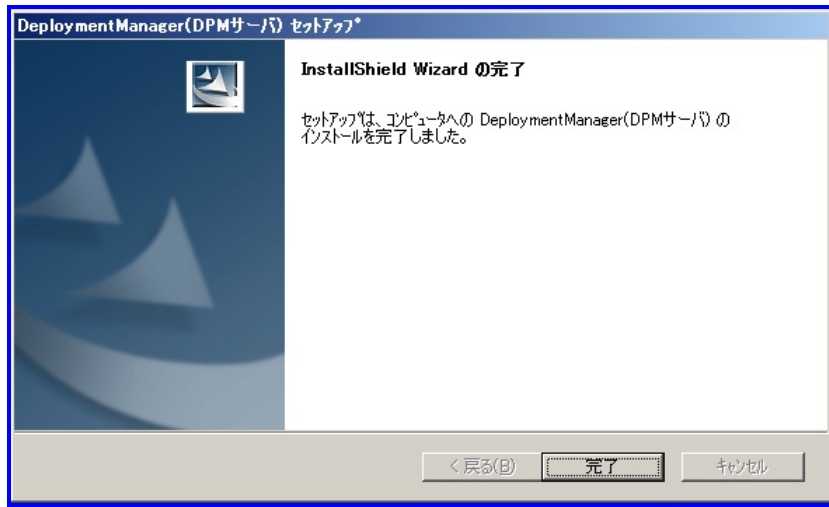 DeploymentManager(DPMサーバ) セットアップ
InstallShield Wizard の完了
セットアップは、コンピュータへの DeploymentManager(DPMサーバ) の
インストールを完了しました。
< 戻る(B)
完了
キャンセル